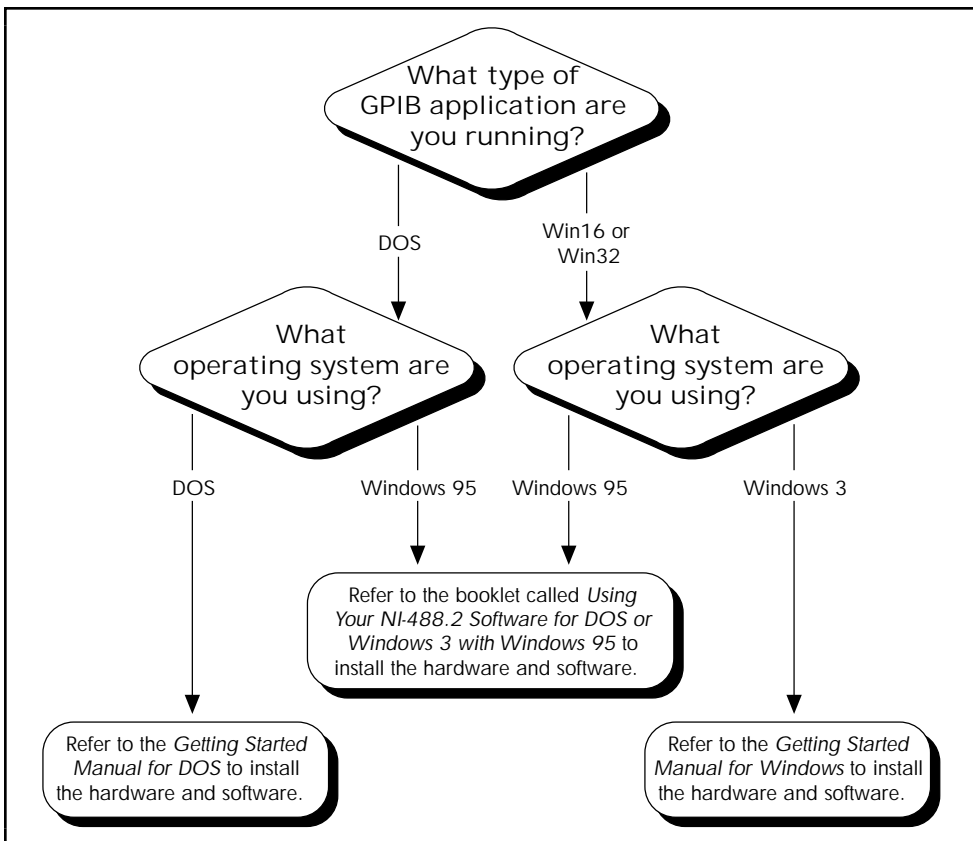 What type of
GPIB application are
you running?
DOS
Win16 or
Win32
What
operating system are
you using?
What
operating system are
you using?
DOS
Windows 95
Windows 95
Windows 3
Refer to the booklet called Using
Your NI-488.2 Software for DOS or
Windows 3 with Windows 95 to
install the hardware and software.
Refer to the Getting Started
Manual for DOS to install
the hardware and software.
Refer to the Getting Started
Manual for Windows to install
the hardware and software.